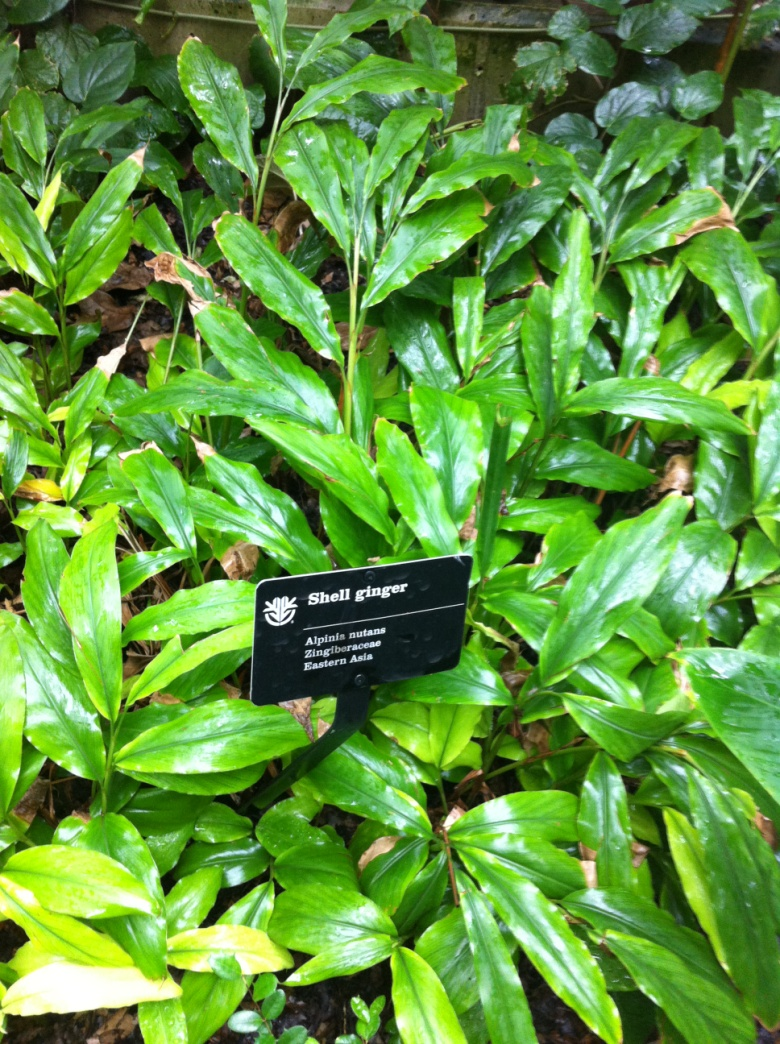 Shell ginger
Alpinia nutans
Zingiberaceae
Eastern Asia